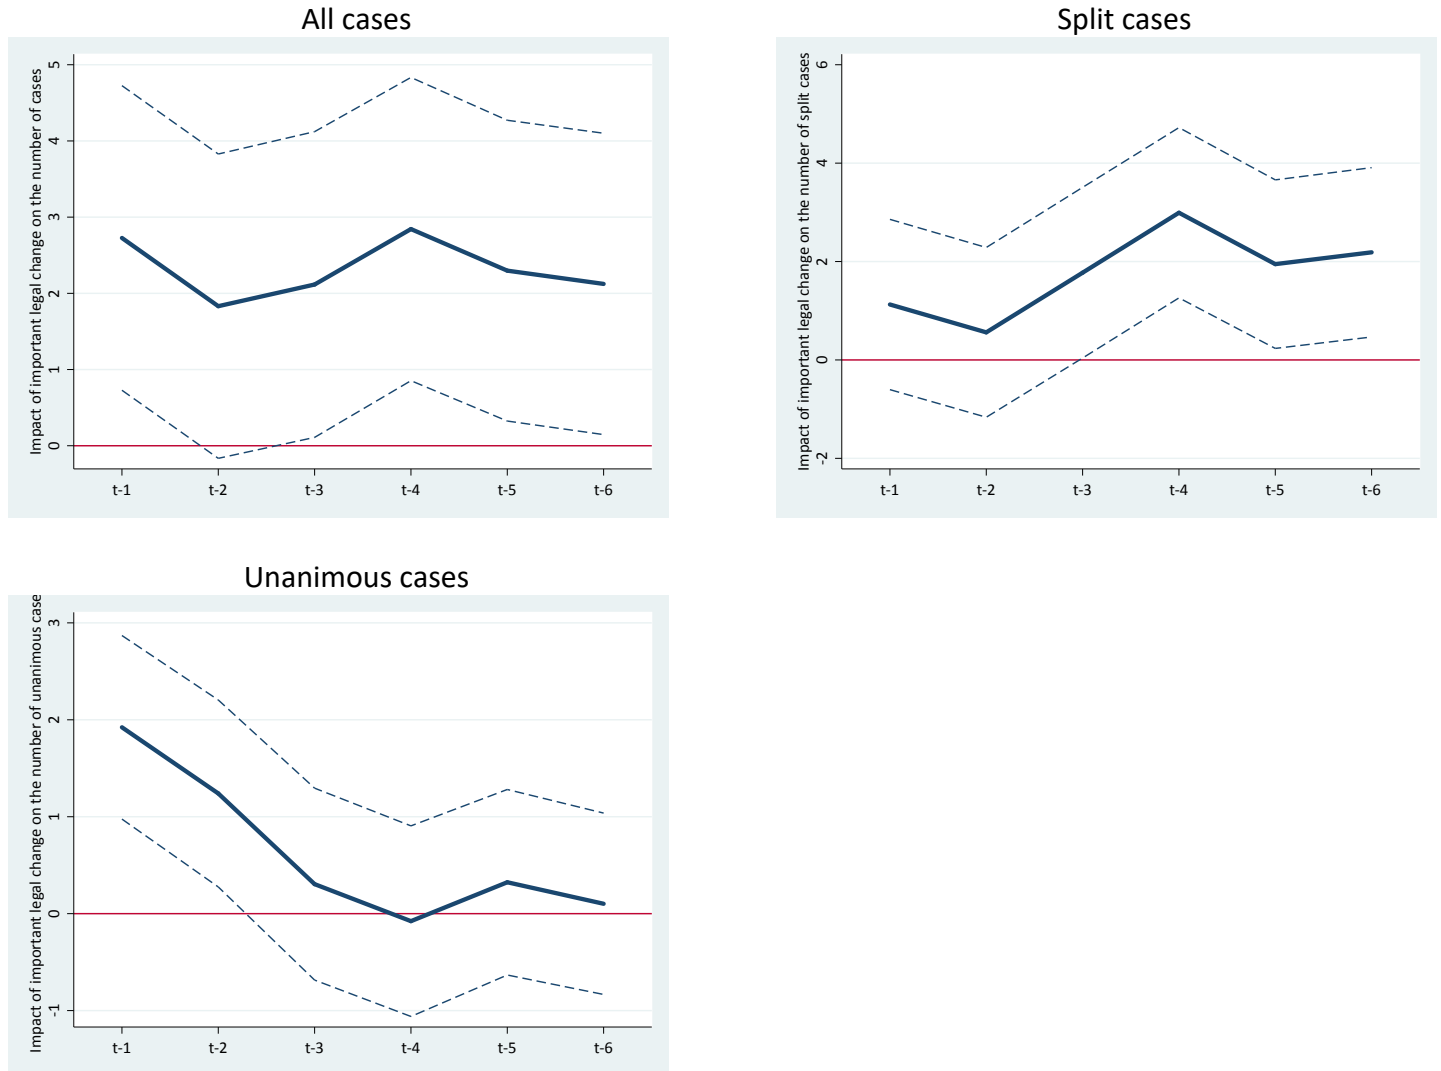 All cases
Impact of important legal change on the number of cases
5
4
3
2
1
0
t-1 t-2 t-3 t-4 t-5 t-6
Split cases
Impact of important legal change on the number of split cases
6
4
2
0
-2
t-1 t-2 t-3 t-4 t-5 t-6
Unanimous cases
Impact of important legal change on the number of unanimous case
3
2
1
0
-1
t-1 t-2 t-3 t-4 t-5 t-6